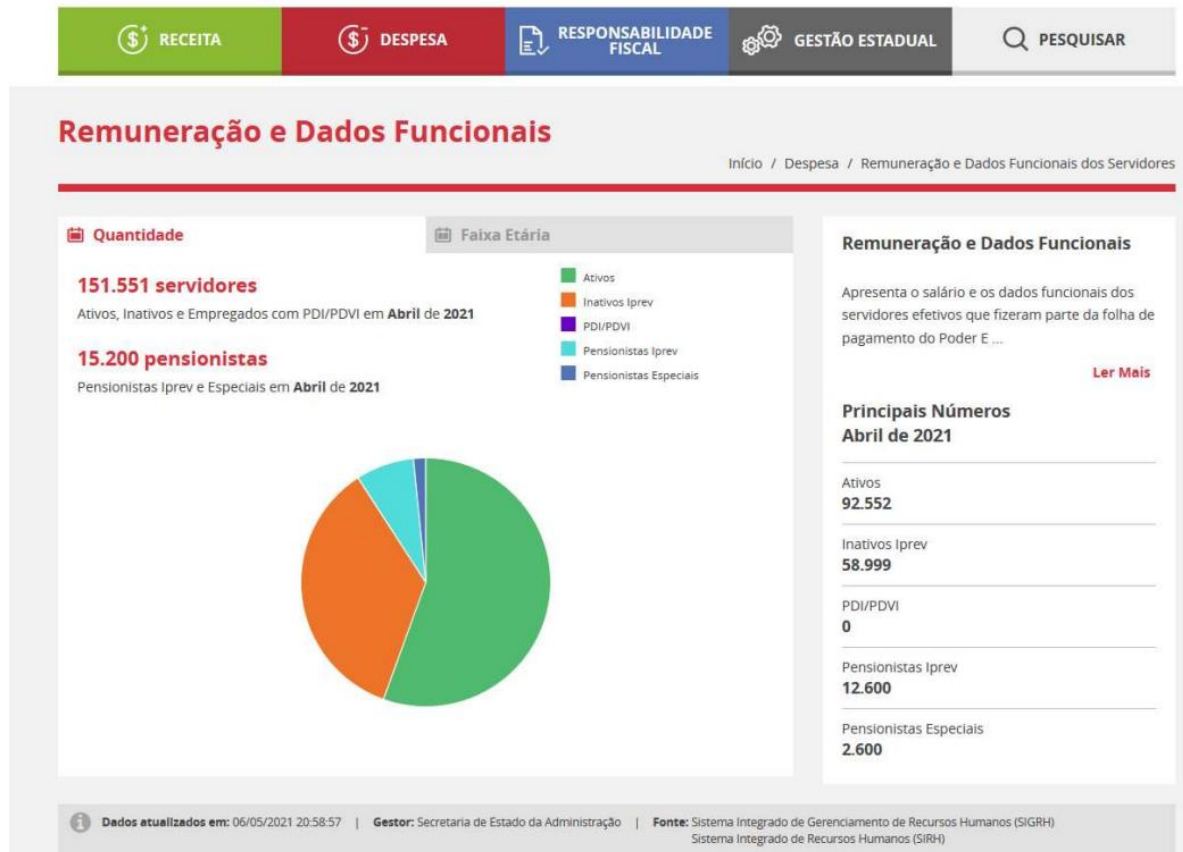 RECEITA
DESPESA
RESPONSABILIDADE
FISCAL
GESTÃO ESTADUAL
PESQUISAR
Remuneração e Dados Funcionais
Início / Despesa / Remuneração e Dados Funcionais dos Servidores
Quantidade
Faixa Etária
151.551 servidores
Ativos, Inativos e Empregados com PDI/PDVI em Abril de 2021
15.200 pensionistas
Pensionistas Iprev e Especiais em Abril de 2021
Ativos
Inativos Iprev
PDI/PDVI
Pensionistas Iprev
Pensionistas Especiais
Remuneração e Dados Funcionais
Apresenta o salário e os dados funcionais dos
servidores efetivos que fizeram parte da folha de
pagamento do Poder E ...
Ler Mais
Principais Números
Abril de 2021
Ativos
92.552
Inativos Iprev
58.999
PDI/PDVI
0
Pensionistas Iprev
12.600
Pensionistas Especiais
2.600
Dados atualizados em: 06/05/2021 20:58:57 | Gestor: Secretaria de Estado da Administração | Fonte: Sistema Integrado de Gerenciamento de Recursos Humanos (SIGRH)
Sistema Integrado de Recursos Humanos (SIRH)